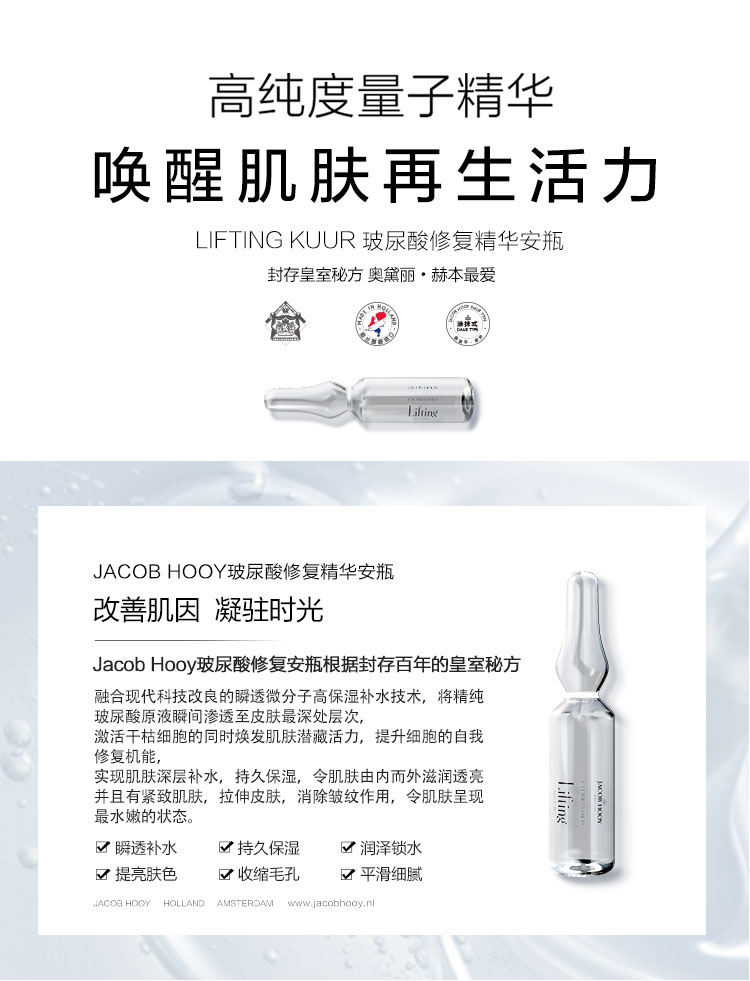 高纯度量子精华
唤醒肌肤再生活力
LIFTING KUUR 玻尿酸修复精华安瓶
封存皇室秘方 奥黛丽·赫本最爱
MADE IN HOLLAND
JACOB HOOY DAUB TYPE
涂抹式
DAUB TYPE
Lifting
JACOB HOOY玻尿酸修复精华安瓶
改善肌因 凝驻时光
Jacob Hooy玻尿酸修复安瓶根据封存百年的皇室秘方
融合现代科技改良的瞬透微分子高保湿补水技术，将精纯
玻尿酸原液瞬间渗透至皮肤最深处层次，
激活干枯细胞的同时焕发肌肤潜藏活力，提升细胞的自我
修复机能，
实现肌肤深层补水，持久保湿，令肌肤由内而外滋润透亮
并且有紧致肌肤，拉伸皮肤，消除皱纹作用，令肌肤呈现
最水嫩的状态。
瞬透补水 持久保湿 润泽锁水
提亮肤色 收缩毛孔 平滑细腻
JACOB HOOY HOLLAND AMSTERDAM www.jacobhooy.nl
JACOB HOOY
Lifting